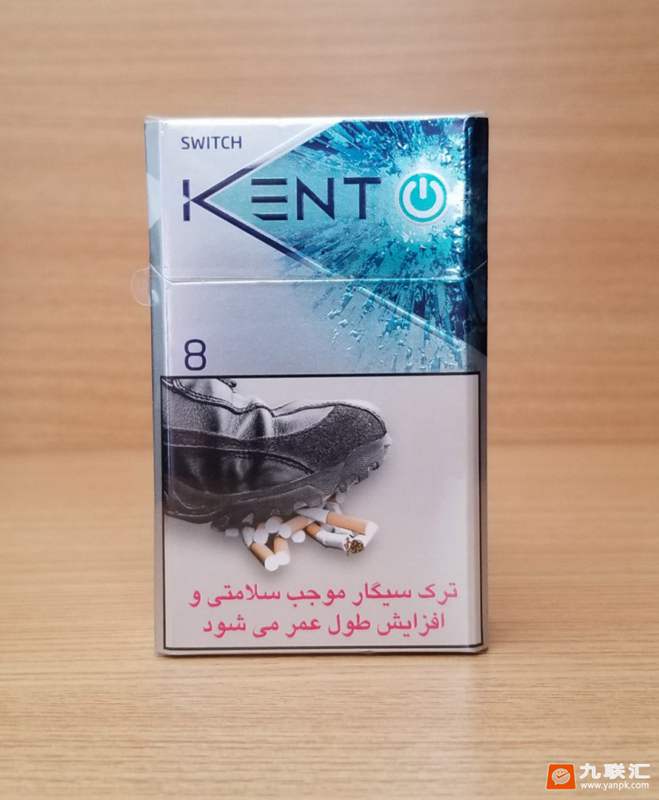 SWITCH
KENT
8
ترک سیگار موجب سلامتی و
افزایش طول عمر می شود
九联汇
www.yanpk.com